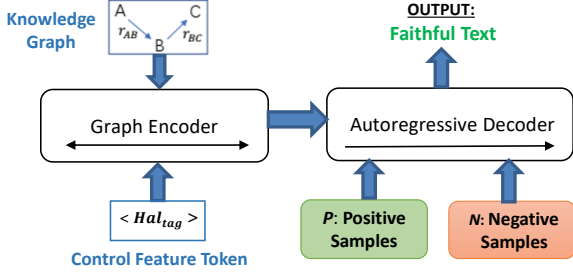 Knowledge
Graph
A
C
r_AB
r_BC
B
OUTPUT:
Faithful Text
Graph Encoder
Autoregressive Decoder
< Hal_tag >
Control Feature Token
P: Positive
Samples
N: Negative
Samples